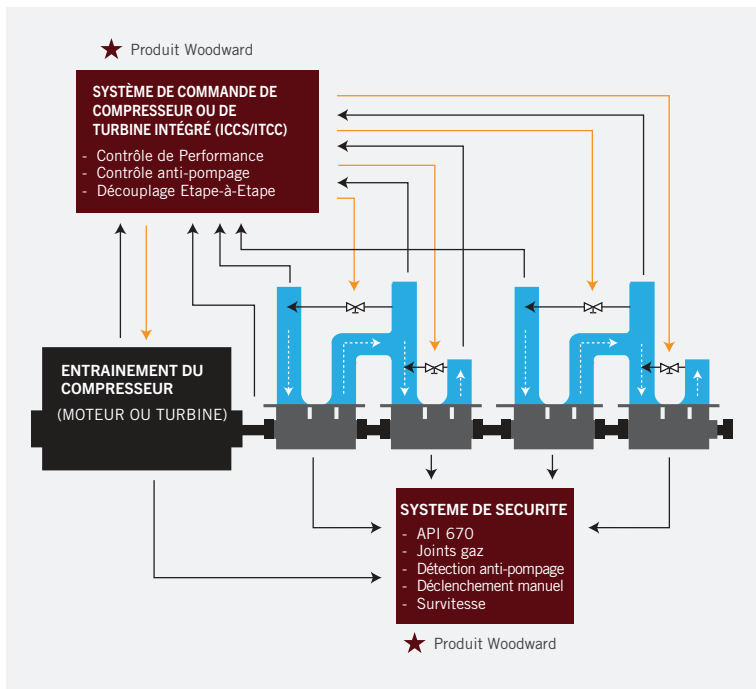 ★ Produit Woodward
SYSTÈME DE COMMANDE DE
COMPRESSEUR OU DE
TURBINE INTÉGRÉ (ICCS/ITCC)
- Contrôle de Performance
- Contrôle anti-pompage
- Découplage Etape-à-Etape
ENTRAINEMENT DU
COMPRESSEUR
(MOTEUR OU TURBINE)
SYSTEME DE SECURITE
- API 670
- Joints gaz
- Détection anti-pompage
- Déclenchement manuel
- Survitesse
★ Produit Woodward